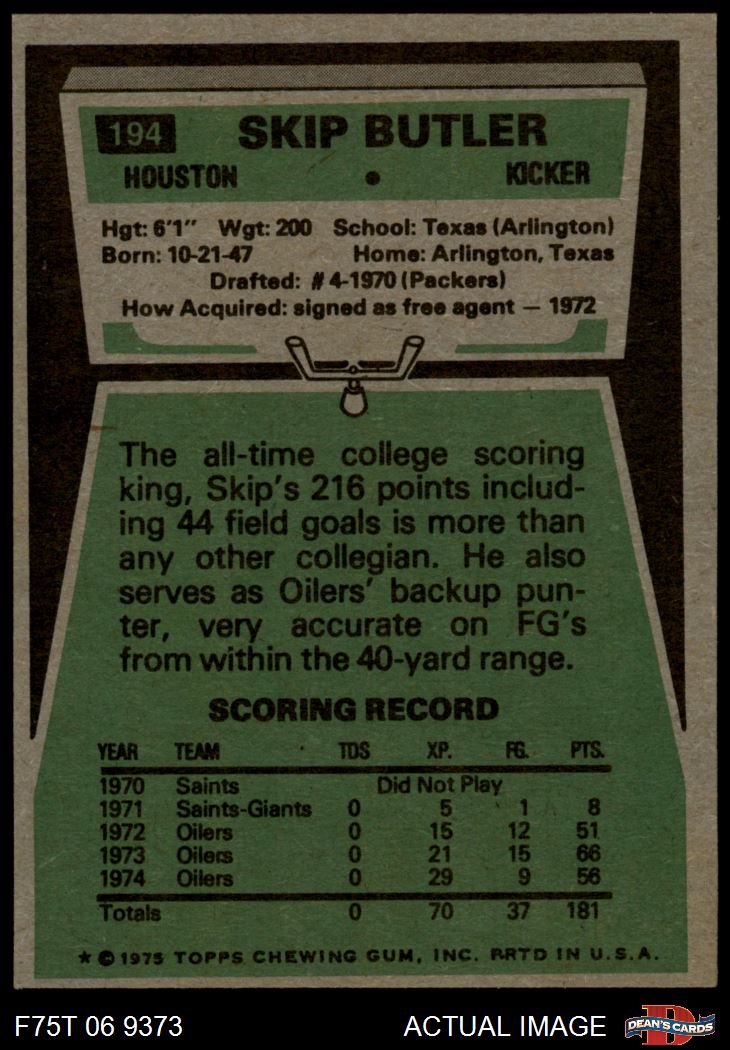 194 SKIP BUTLER
HOUSTON • KICKER
Hgt: 6'1" Wgt: 200 School: Texas (Arlington)
Born: 10-21-47 Home: Arlington, Texas
Drafted: #4-1970 (Packers)
How Acquired: signed as free agent — 1972
The all-time college scoring
king, Skip's 216 points includ-
ing 44 field goals is more than
any other collegian. He also
serves as Oilers' backup pun-
ter, very accurate on FG's
from within the 40-yard range.
SCORING RECORD
YEAR TEAM TDS XP. FG. PTS.
1970 Saints Did Not Play
1971 Saints-Giants 0 5 1 8
1972 Oilers 0 15 12 51
1973 Oilers 0 21 15 66
1974 Oilers 0 29 9 56
Totals 0 70 37 181
* © 1975 TOPPS CHEWING GUM, INC. PRTD IN U.S.A.
F75T 06 9373 ACTUAL IMAGE D DEAN'S CARDS